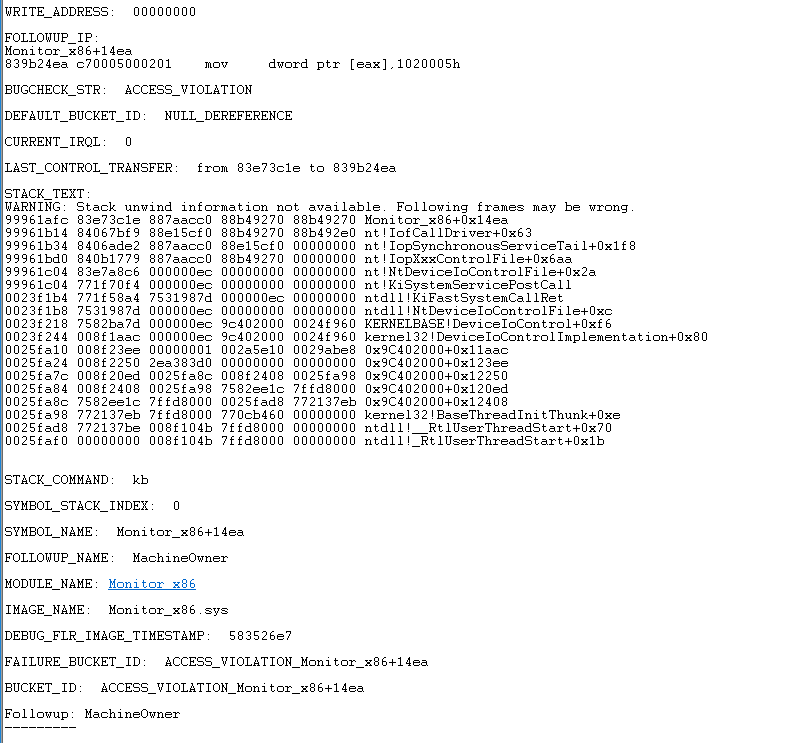 WRITE_ADDRESS:  00000000
FOLLOWUP_IP:
Monitor_x86+14ea
839b24ea c70005000201    mov     dword ptr [eax],1020005h
BUGCHECK_STR:  ACCESS_VIOLATION
DEFAULT_BUCKET_ID:  NULL_DEREFERENCE
CURRENT_IRQL:  0
LAST_CONTROL_TRANSFER:  from 83e73c1e to 839b24ea
STACK_TEXT:
WARNING: Stack unwind information not available. Following frames may be wrong.
99961afc 83e73c1e 887aacc0 88b49270 88b49270 Monitor_x86+0x14ea
99961b14 84067bf9 88e15cf0 88b49270 88b492e0 nt!IofCallDriver+0x63
99961b34 8406ade2 887aacc0 88e15cf0 00000000 nt!IopSynchronousServiceTail+0x1f8
99961bd0 840b1779 887aacc0 88b49270 00000000 nt!IopXxxControlFile+0x6aa
99961c04 83e7a8c6 000000ec 00000000 00000000 nt!NtDeviceIoControlFile+0x2a
99961c04 771f70f4 000000ec 00000000 00000000 nt!KiSystemServicePostCall
0023f1b4 771f58a4 7531987d 000000ec 00000000 ntdll!KiFastSystemCallRet
0023f1b8 7531987d 000000ec 00000000 00000000 ntdll!NtDeviceIoControlFile+0xc
0023f218 7582ba7d 000000ec 9c402000 0024f960 KERNELBASE!DeviceIoControl+0xf6
0023f244 008f1aac 000000ec 9c402000 0024f960 kernel32!DeviceIoControlImplementation+0x80
0025fa10 008f23ee 00000001 002a5e10 0029abe8 0x9C402000+0x11aac
0025fa24 008f2250 2ea383d0 00000000 00000000 0x9C402000+0x123ee
0025fa7c 008f20ed 0025fa8c 008f2408 0025fa98 0x9C402000+0x12250
0025fa84 008f2408 0025fa98 7582ee1c 7ffd8000 0x9C402000+0x120ed
0025fa8c 7582ee1c 7ffd8000 0025fad8 772137eb 0x9C402000+0x12408
0025fa98 772137eb 7ffd8000 770cb460 00000000 kernel32!BaseThreadInitThunk+0xe
0025fad8 772137be 008f104b 7ffd8000 00000000 ntdll!__RtlUserThreadStart+0x70
0025faf0 00000000 008f104b 7ffd8000 00000000 ntdll!_RtlUserThreadStart+0x1b
STACK_COMMAND:  kb
SYMBOL_STACK_INDEX:  0
SYMBOL_NAME:  Monitor_x86+14ea
FOLLOWUP_NAME:  MachineOwner
MODULE_NAME: Monitor_x86
IMAGE_NAME:  Monitor_x86.sys
DEBUG_FLR_IMAGE_TIMESTAMP:  583526e7
FAILURE_BUCKET_ID:  ACCESS_VIOLATION_Monitor_x86+14ea
BUCKET_ID:  ACCESS_VIOLATION_Monitor_x86+14ea
Followup: MachineOwner
---------